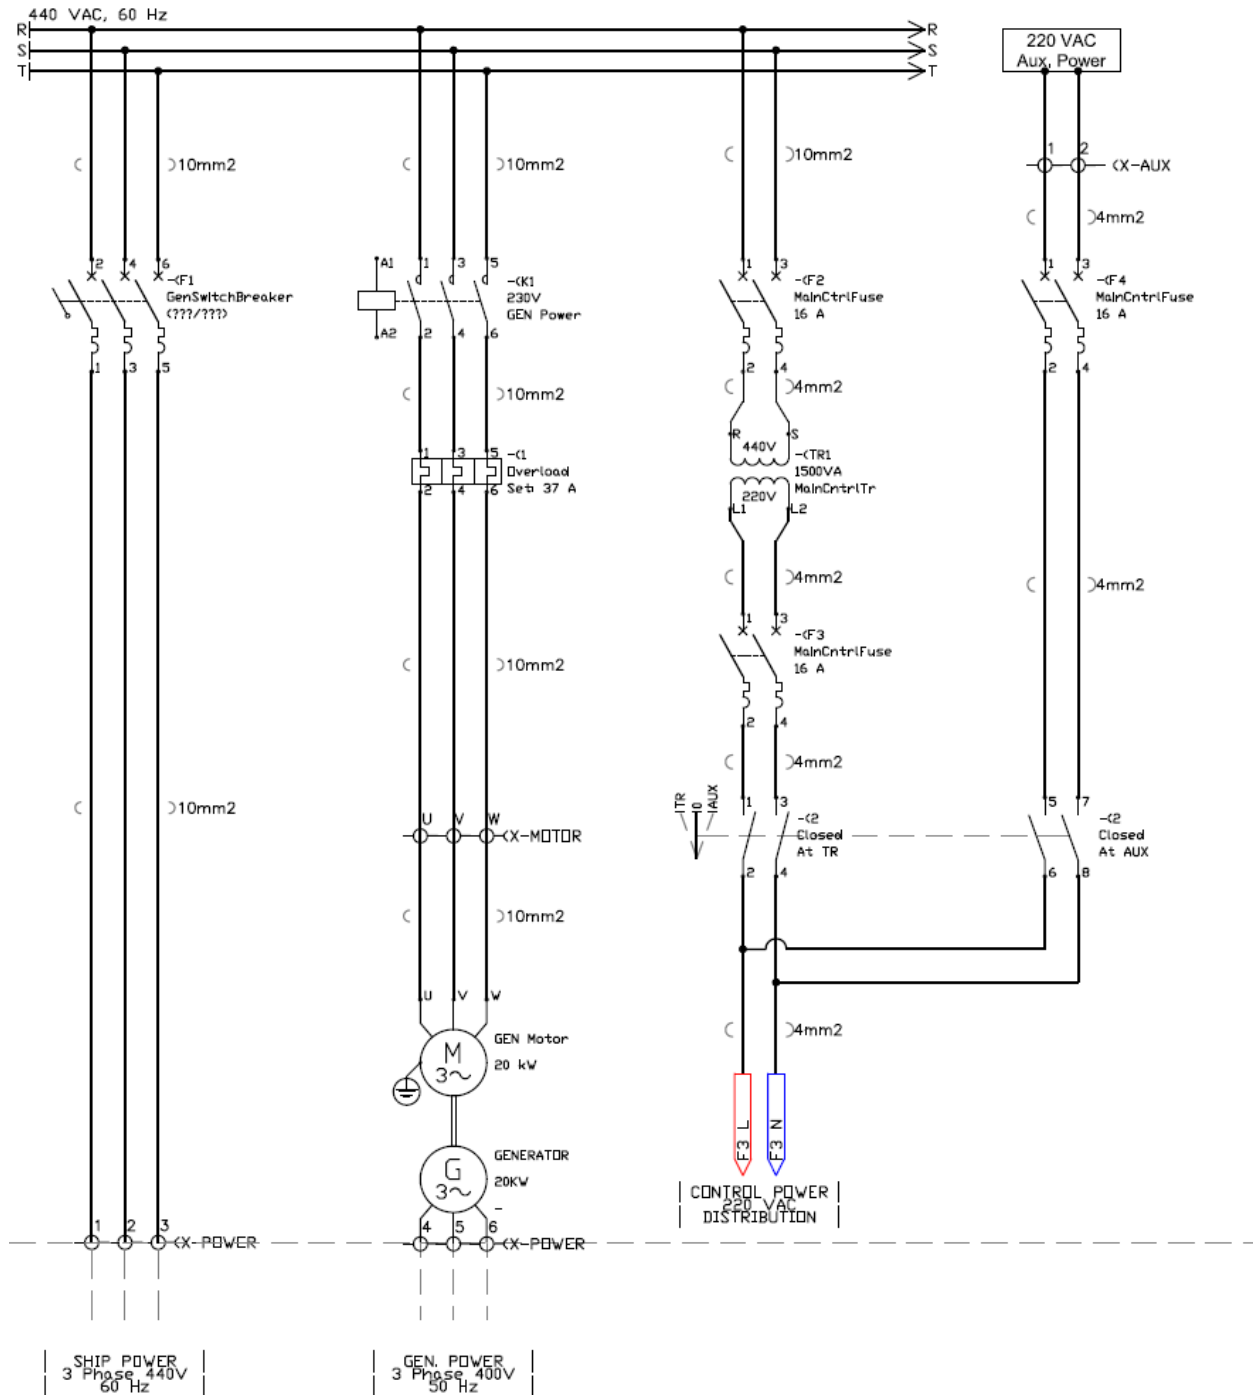 440 VAC, 60 Hz
R R
S S
T T
220 VAC
Aux. Power
10mm2 10mm2 10mm2
1 2 -<X-AUX
4mm2
2 4 6 -<F1
GenSwitchBreaker
(???/???)
1 3 5
A1 1 3 5 -<K1
230V
GEN Power
A2 2 4 6
1 3 -<F2
MainCtrlFuse
16 A
2 4
1 3 -<F4
MainCntrlFuse
16 A
2 4
10mm2
4mm2
1 3 5 -<1
Overload
Set: 37 A
2 4 6
R S
440V
-<TR1
1500VA
MainCntrlTr
220V
L1 L2
4mm2
4mm2
1 3 -<F3
MainCntrlFuse
16 A
2 4
10mm2
4mm2
10mm2
U V W
-<X-MOTOR
TR 0 AUX
1 3 -<2
Closed
At TR
2 4
5 7 -<2
Closed
At AUX
6 8
10mm2
U V W
GEN Motor
M
3~
20 kW
4mm2
GENERATOR
G
3~
20KW
-
F3 L F3 N
CONTROL POWER
220 VAC
DISTRIBUTION
1 2 3 -<X-POWER
4 5 6 -<X-POWER
SHIP POWER
3 Phase 440V
60 Hz
GEN. POWER
3 Phase 400V
50 Hz